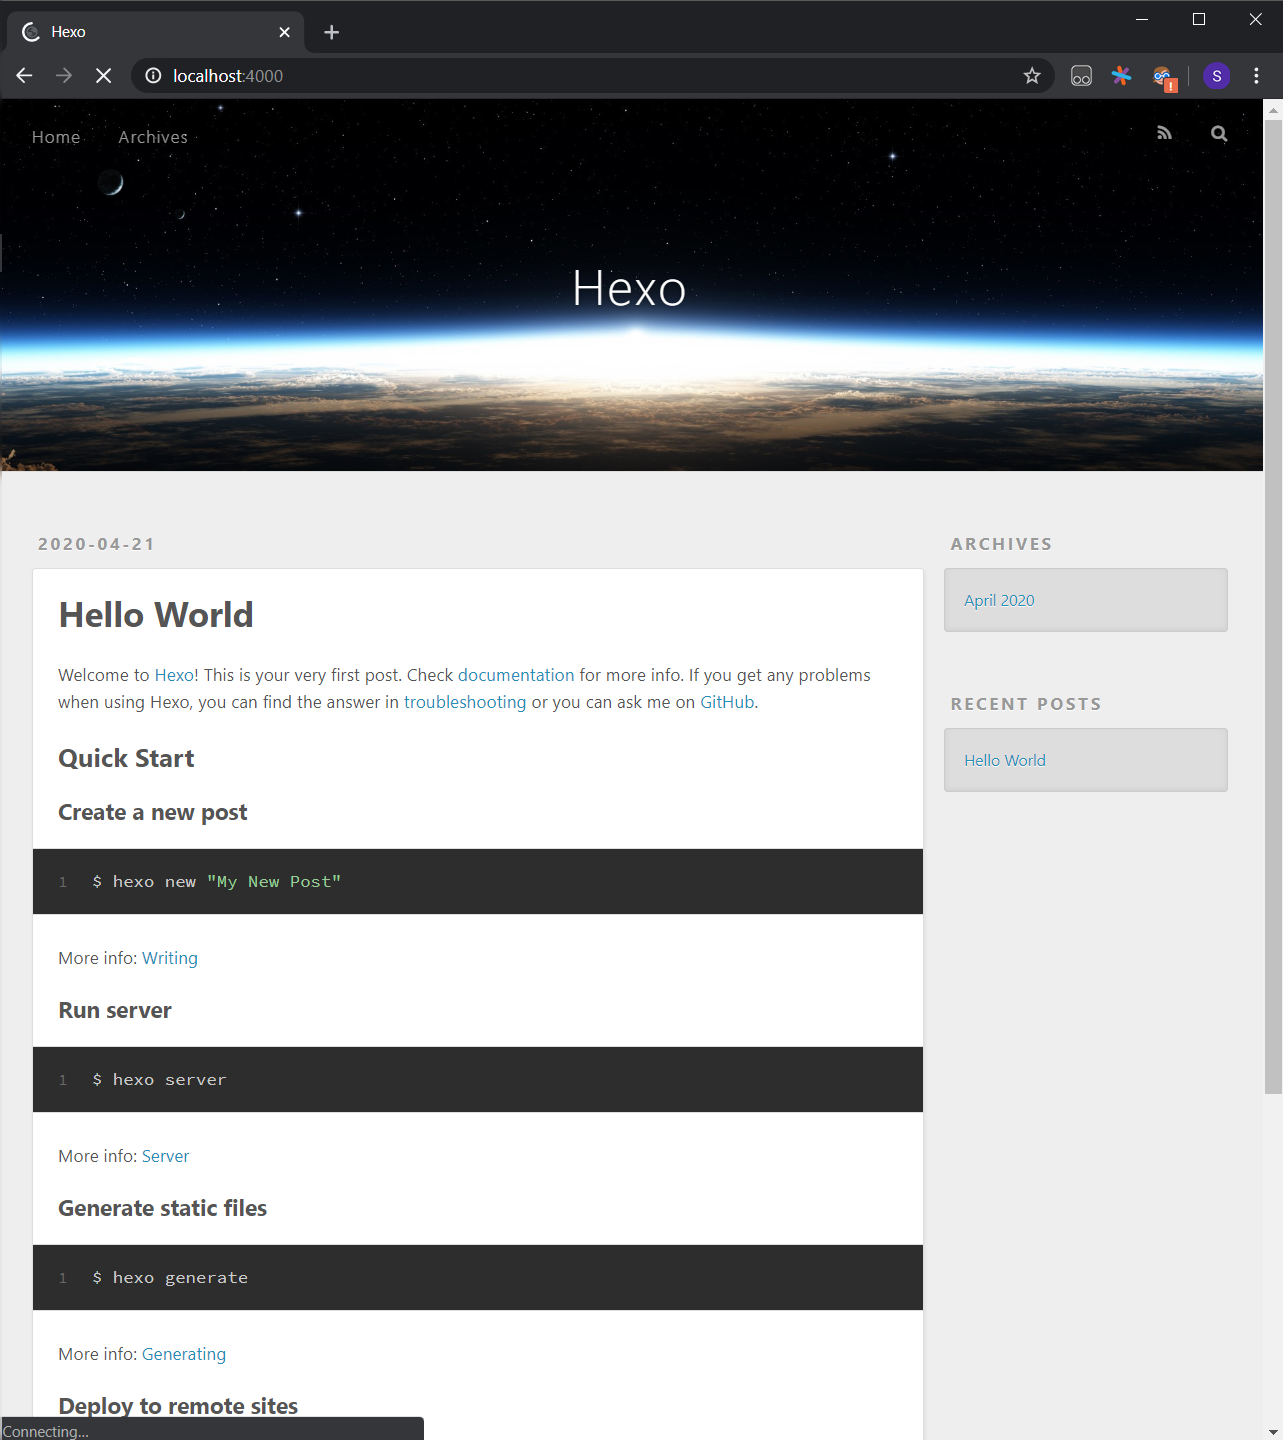 Hexo
localhost:4000
S
!
Home Archives
Hexo
2020-04-21
Hello World
Welcome to Hexo! This is your very first post. Check documentation for more info. If you get any problems
when using Hexo, you can find the answer in troubleshooting or you can ask me on GitHub.
Quick Start
Create a new post
1 $ hexo new "My New Post"
More info: Writing
Run server
1 $ hexo server
More info: Server
Generate static files
1 $ hexo generate
More info: Generating
Deploy to remote sites
ARCHIVES
April 2020
RECENT POSTS
Hello World
Connecting...